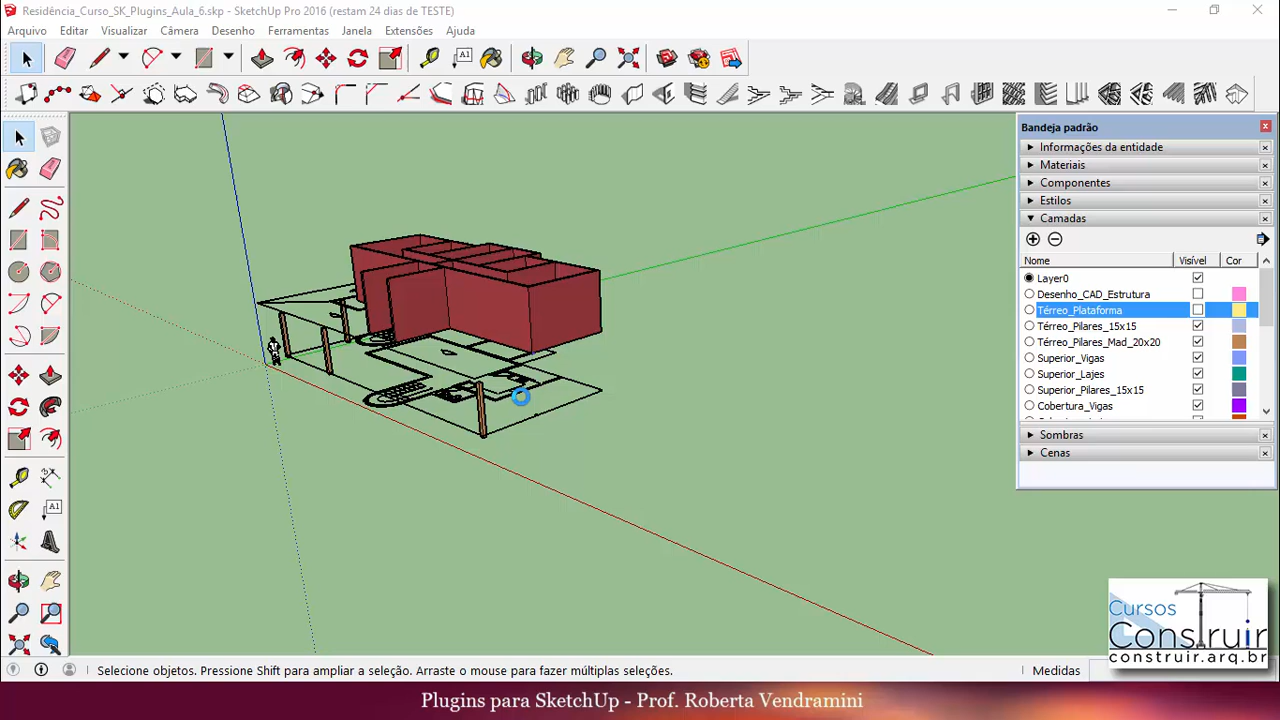 Residência_Curso_SK_Plugins_Aula_6.skp - SketchUp Pro 2016 (restam 24 dias de TESTE)
Arquivo Editar Visualizar Câmera Desenho Ferramentas Janela Extensões Ajuda
A1
Bandeja padrão
Informações da entidade
Materiais
Componentes
Estilos
Camadas
Nome Visível Cor
Layer0
Desenho_CAD_Estrutura
Térreo_Plataforma
Térreo_Pilares_15x15
Térreo_Pilares_Mad_20x20
Superior_Vigas
Superior_Lajes
Superior_Pilares_15x15
Cobertura_Vigas
Sombras
Cenas
A1
Cursos
Construir
construir.arq.br
Selecione objetos. Pressione Shift para ampliar a seleção. Arraste o mouse para fazer múltiplas seleções.
Medidas
Plugins para SketchUp - Prof. Roberta Vendramini